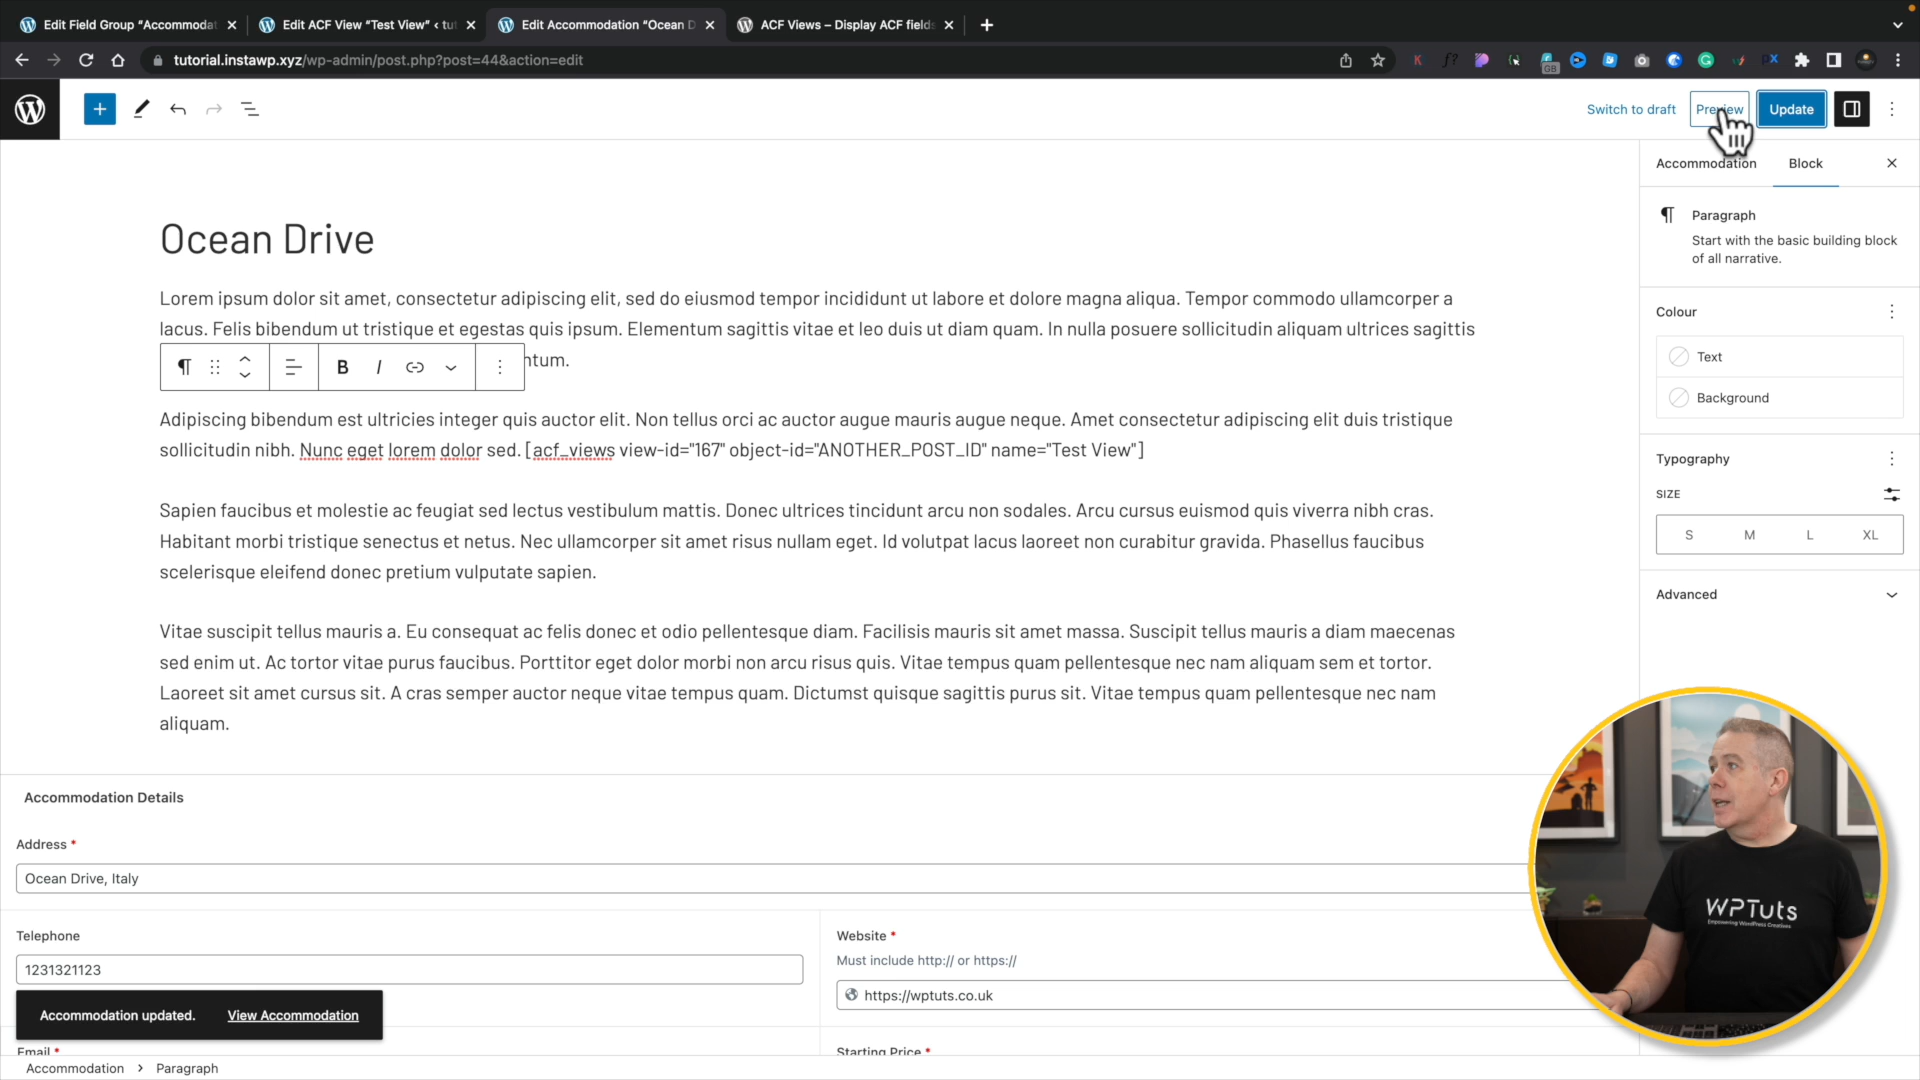 Edit Field Group “Accommodat
Edit ACF View “Test View” ‹ tut
Edit Accommodation “Ocean D
ACF Views – Display ACF fields
tutorial.instawp.xyz/wp-admin/post.php?post=44&action=edit
Switch to draft
Preview
Update
Accommodation
Block
Paragraph
Start with the basic building block
of all narrative.
Colour
Text
Background
Typography
SIZE
S M L XL
Advanced
Ocean Drive
Lorem ipsum dolor sit amet, consectetur adipiscing elit, sed do eiusmod tempor incididunt ut labore et dolore magna aliqua. Tempor commodo ullamcorper a
lacus. Felis bibendum ut tristique et egestas quis ipsum. Elementum sagittis vitae et leo duis ut diam quam. In nulla posuere sollicitudin aliquam ultrices sagittis
ntum.
B I
Adipiscing bibendum est ultricies integer quis auctor elit. Non tellus orci ac auctor augue mauris augue neque. Amet consectetur adipiscing elit duis tristique
sollicitudin nibh. Nunc eget lorem dolor sed. [acf_views view-id="167" object-id="ANOTHER_POST_ID" name="Test View"]
Sapien faucibus et molestie ac feugiat sed lectus vestibulum mattis. Donec ultrices tincidunt arcu non sodales. Arcu cursus euismod quis viverra nibh cras.
Habitant morbi tristique senectus et netus. Nec ullamcorper sit amet risus nullam eget. Id volutpat lacus laoreet non curabitur gravida. Phasellus faucibus
scelerisque eleifend donec pretium vulputate sapien.
Vitae suscipit tellus mauris a. Eu consequat ac felis donec et odio pellentesque diam. Facilisis mauris sit amet massa. Suscipit tellus mauris a diam maecenas
sed enim ut. Ac tortor vitae purus faucibus. Porttitor eget dolor morbi non arcu risus quis. Vitae tempus quam pellentesque nec nam aliquam sem et tortor.
Laoreet sit amet cursus sit. A cras semper auctor neque vitae tempus quam. Dictumst quisque sagittis purus sit. Vitae tempus quam pellentesque nec nam
aliquam.
Accommodation Details
Address *
Ocean Drive, Italy
Telephone
1231321123
Website *
Must include http:// or https://
https://wptuts.co.uk
Accommodation updated. View Accommodation
Email *
Starting Price *
Accommodation › Paragraph
WPTuts
Empowering WordPress Creatives